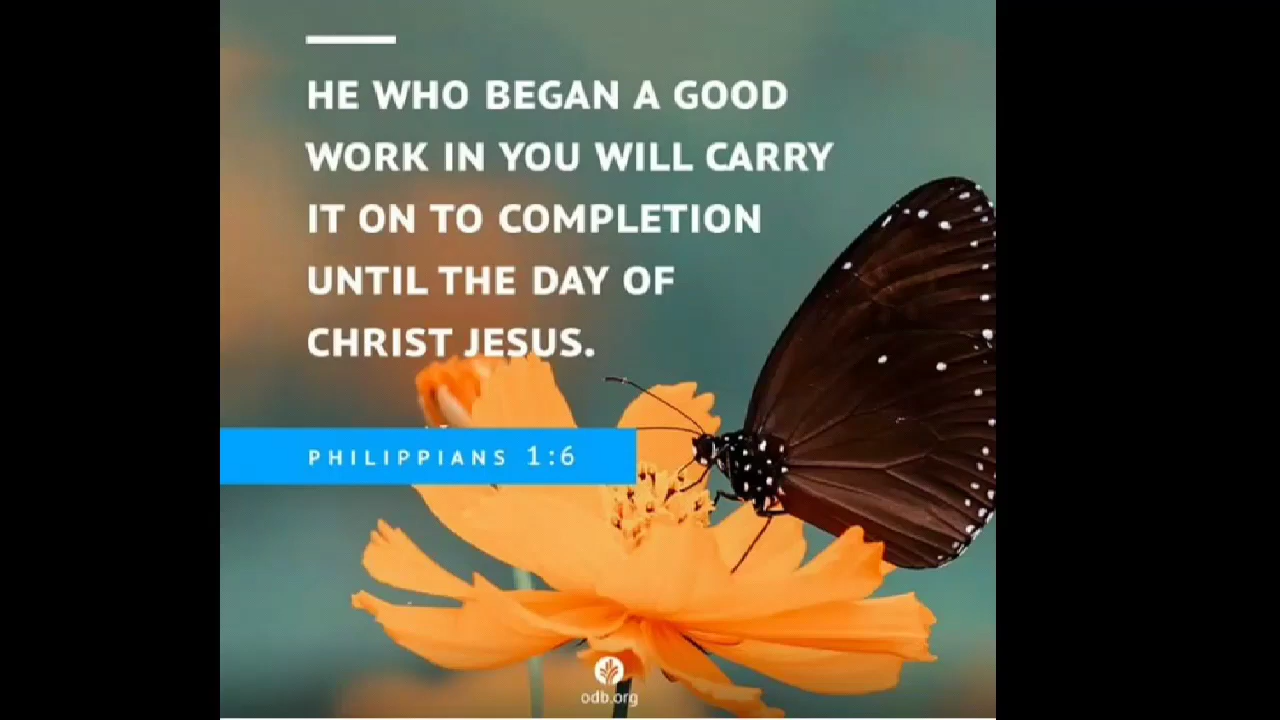 HE WHO BEGAN A GOOD
WORK IN YOU WILL CARRY
IT ON TO COMPLETION
UNTIL THE DAY OF
CHRIST JESUS.
PHILIPPIANS 1:6
odb.org